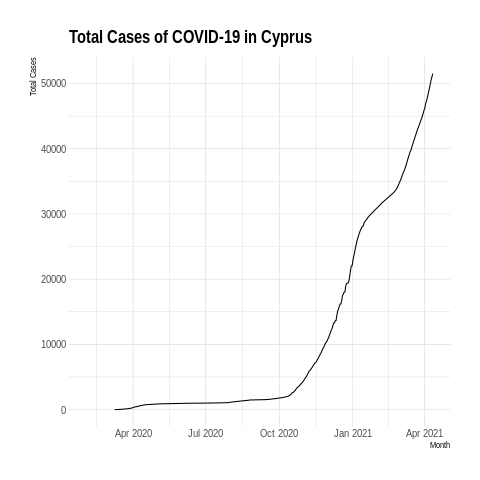 Total Cases of COVID-19 in Cyprus
Total Cases
50000
40000
30000
20000
10000
0
Apr 2020 Jul 2020 Oct 2020 Jan 2021 Apr 2021
Month